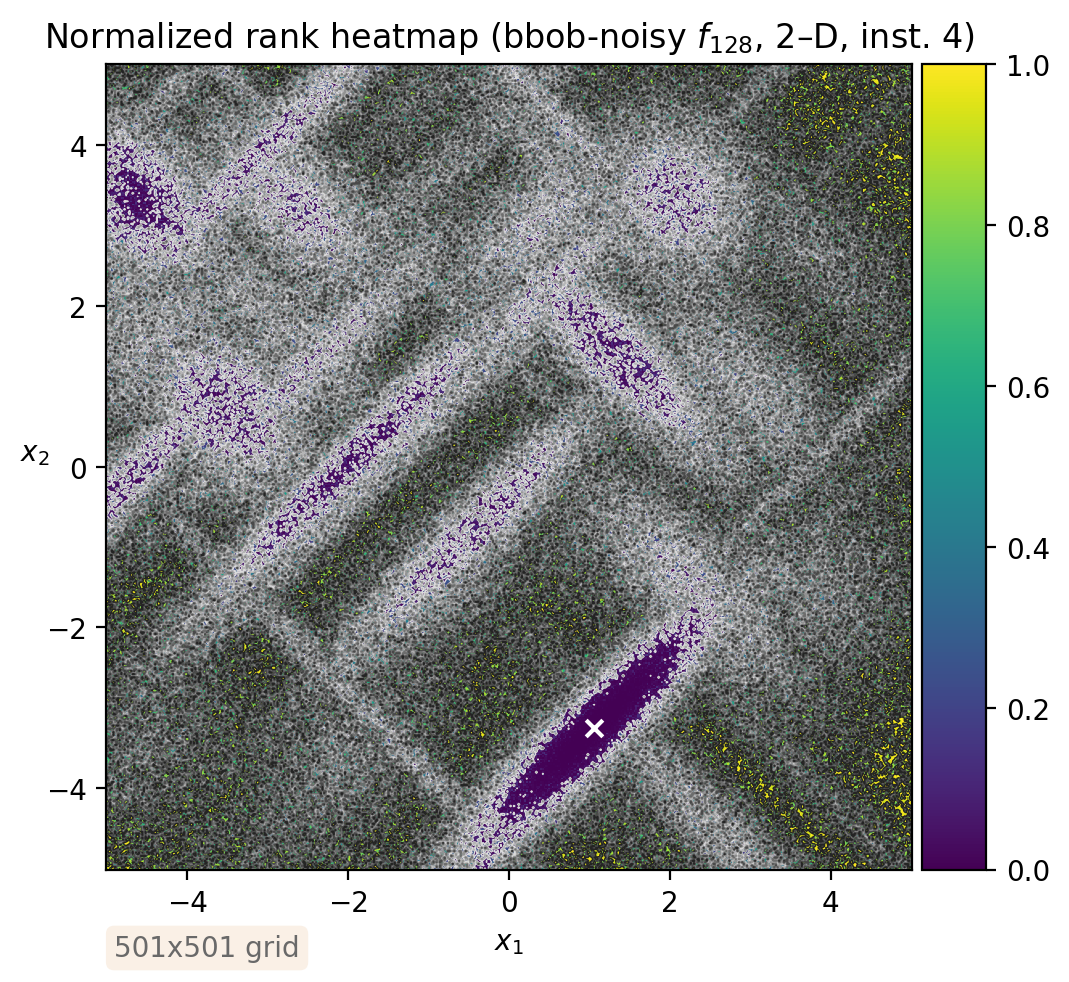 Normalized rank heatmap (bbob-noisy f128, 2–D, inst. 4)
1.0
0.8
0.6
0.4
0.2
0.0
4
2
0
−2
−4
x2
−4 −2 0 2 4
x1
501x501 grid